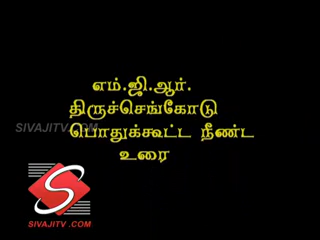 எம்.ஜி.ஆர்.
திருச்செங்கோடு
SIVAJITV.COM
பொதுக்கூட்ட நீண்ட
உரை
SIVAJITV.COM